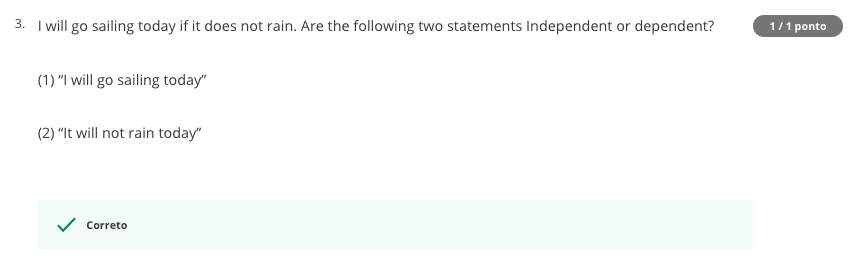 3. I will go sailing today if it does not rain. Are the following two statements Independent or dependent?
1 / 1 ponto
(1) “I will go sailing today”
(2) “It will not rain today”
Correto